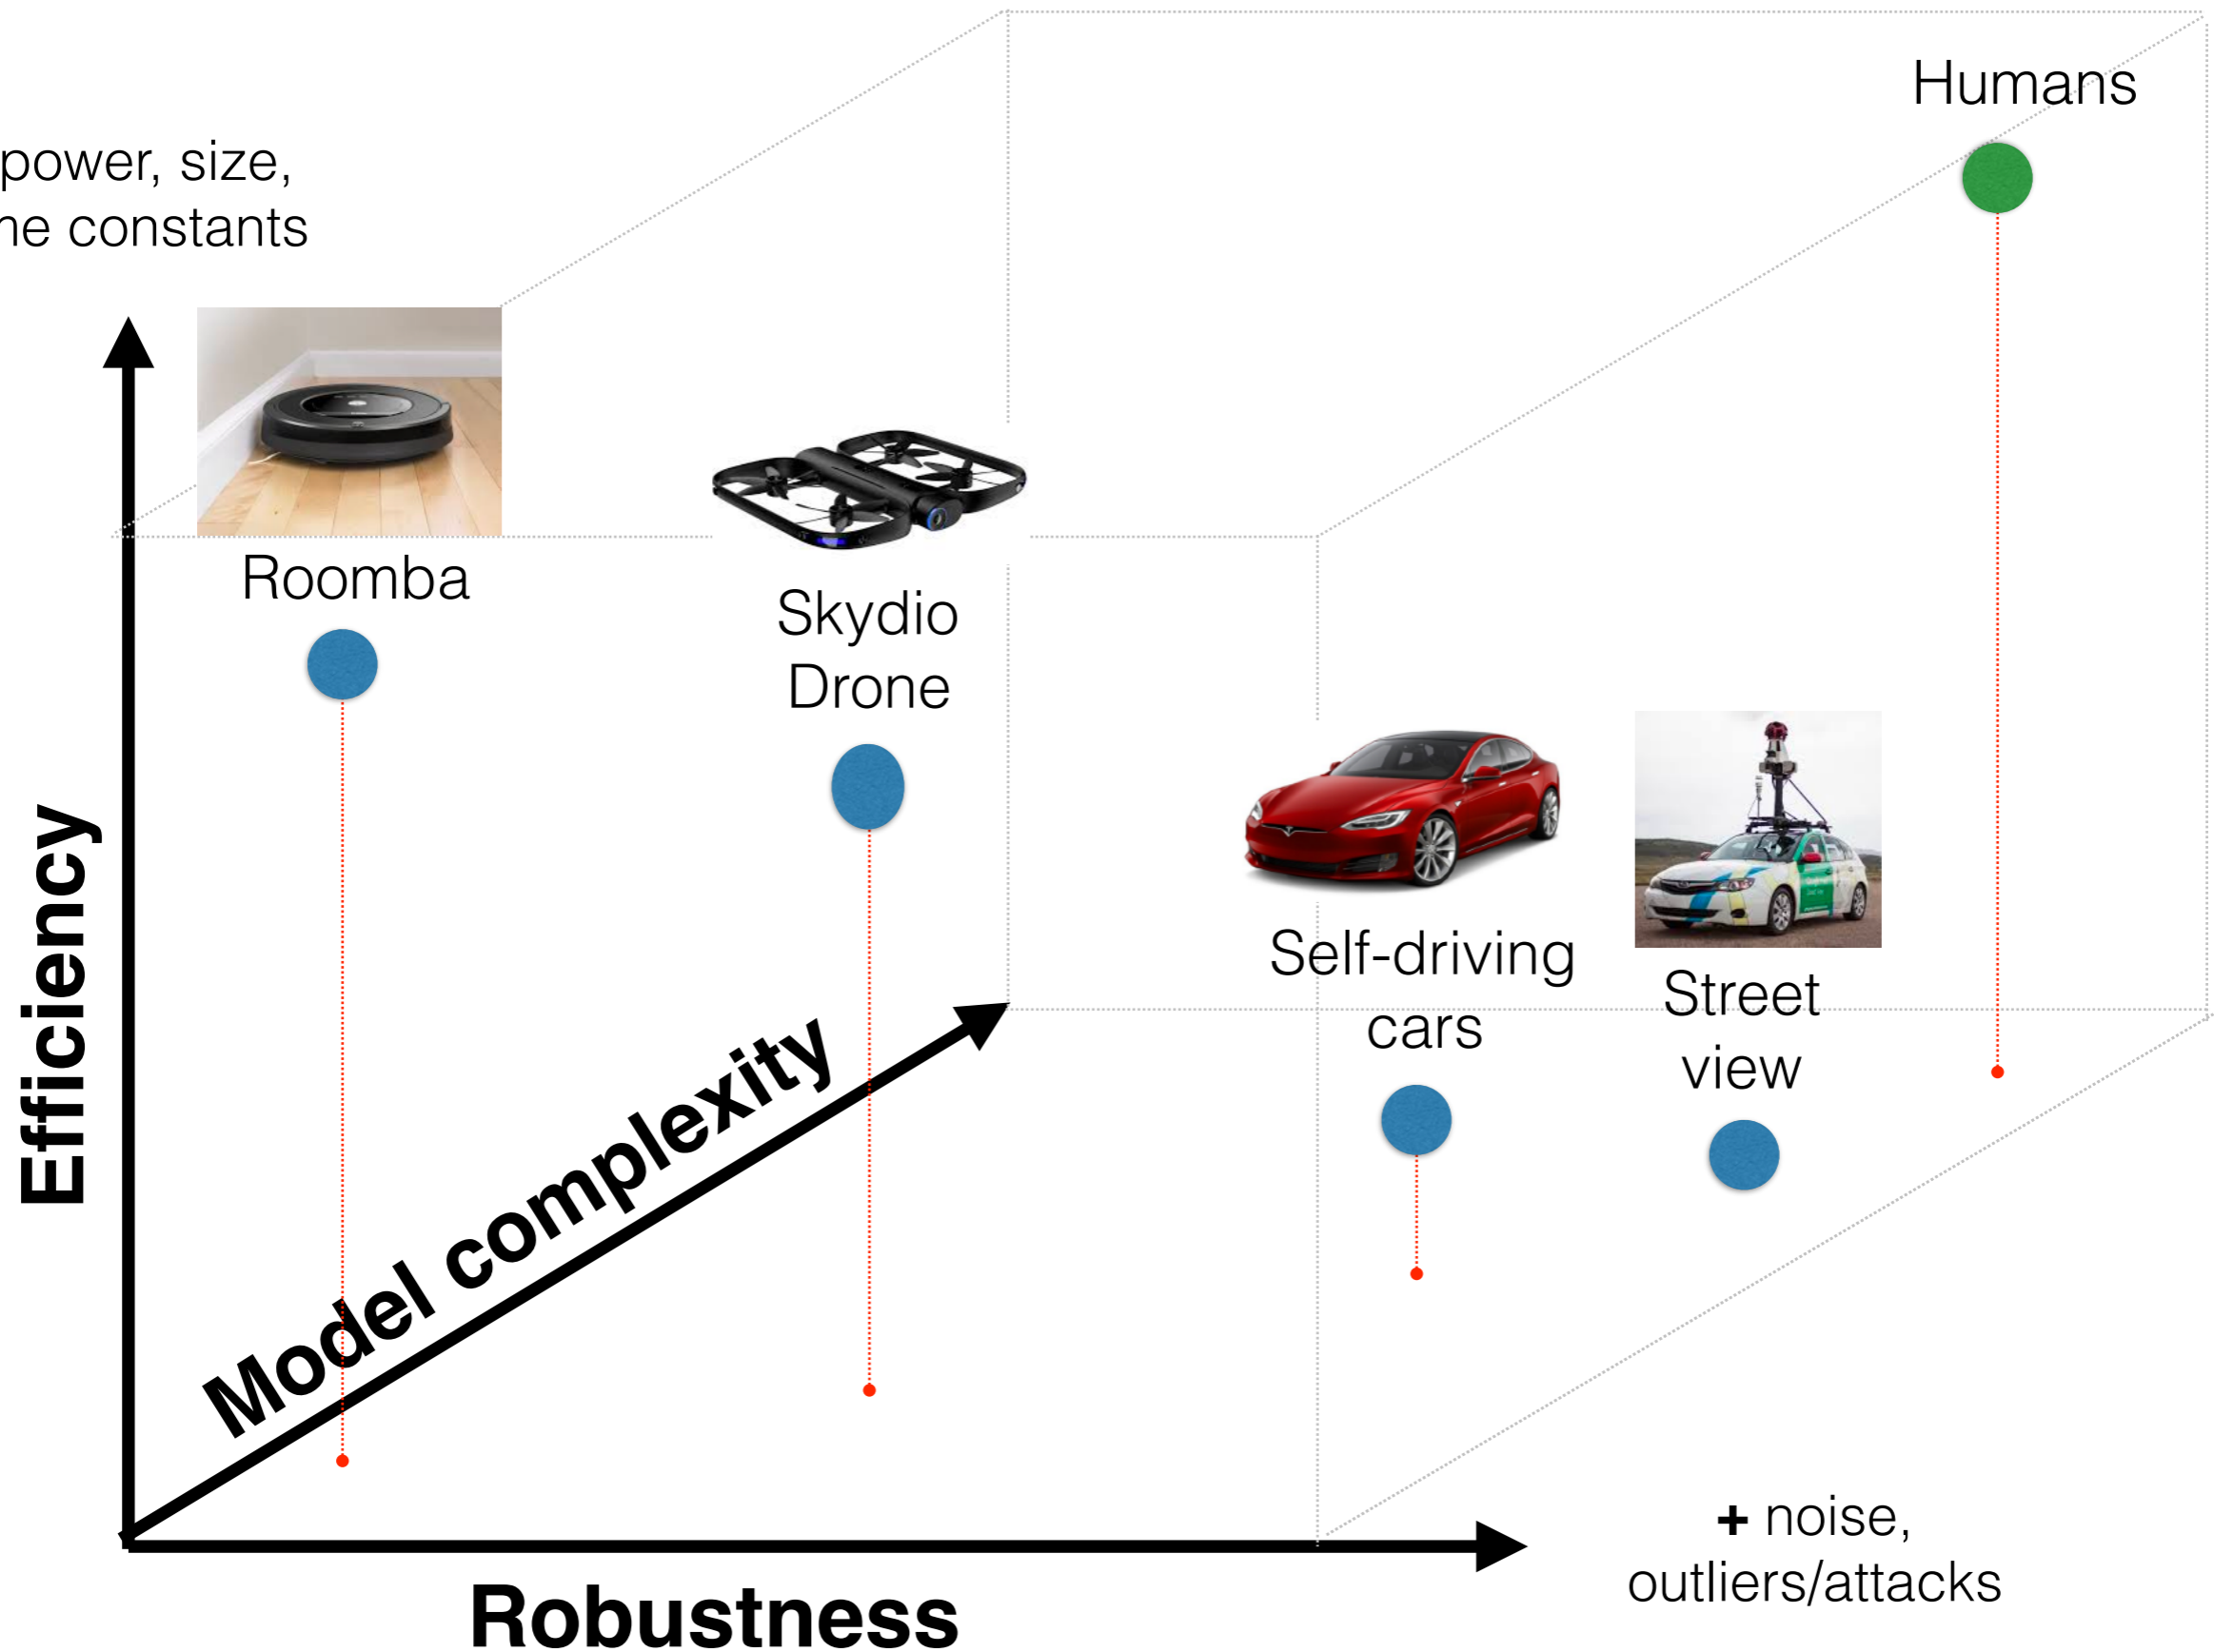 Humans
power, size,
constants
Roomba
Skydio
Drone
Self-driving
cars
Street
view
Efficiency
Model complexity
+ noise,
outliers/attacks
Robustness